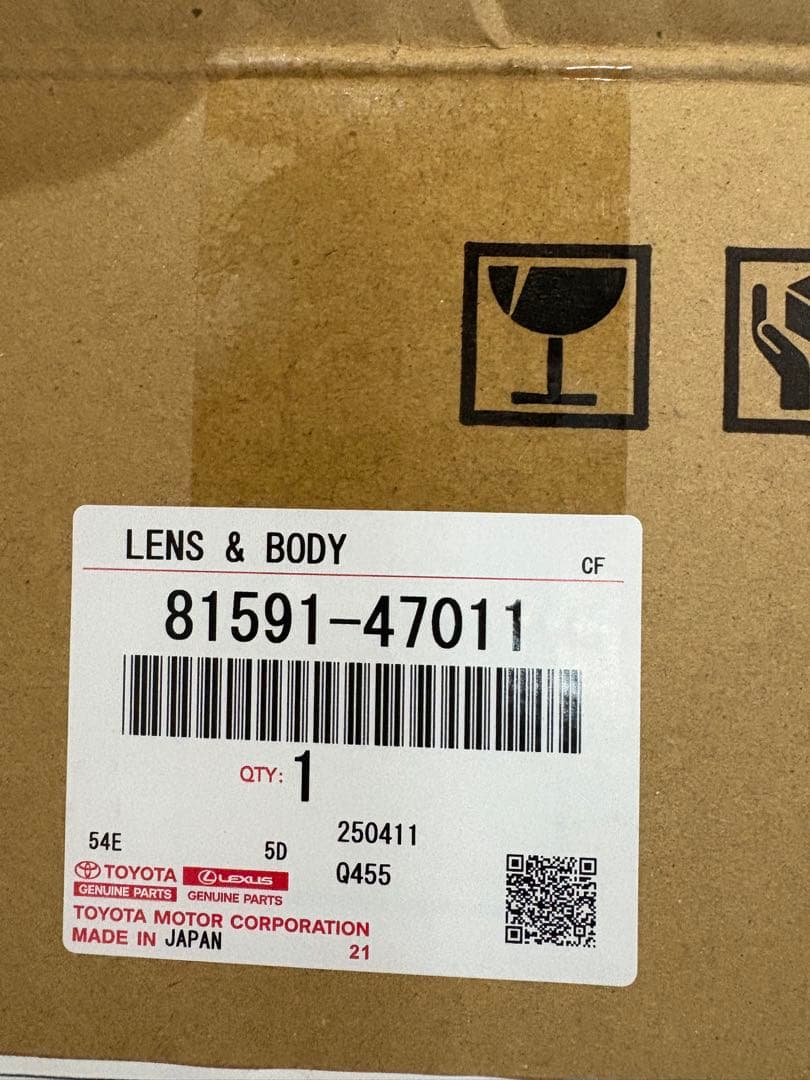 LENS & BODY
CF
81591-47011
QTY: 1
54E
5D
250411
Q455
TOYOTA
GENUINE PARTS
LEXUS
GENUINE PARTS
TOYOTA MOTOR CORPORATION
MADE IN JAPAN
21